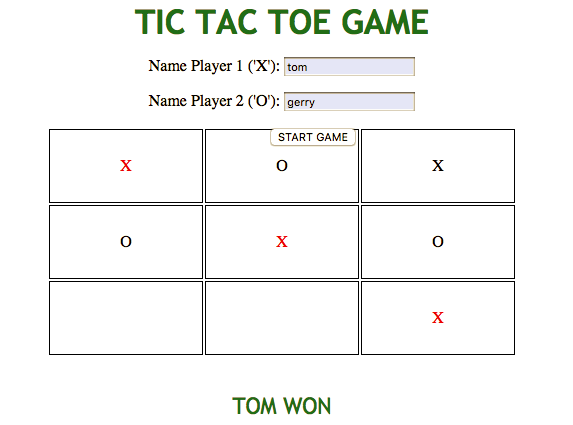 TIC TAC TOE GAME
Name Player 1 ('X'): tom
Name Player 2 ('O'): gerry
START GAME
X O X
O X O
X
TOM WON